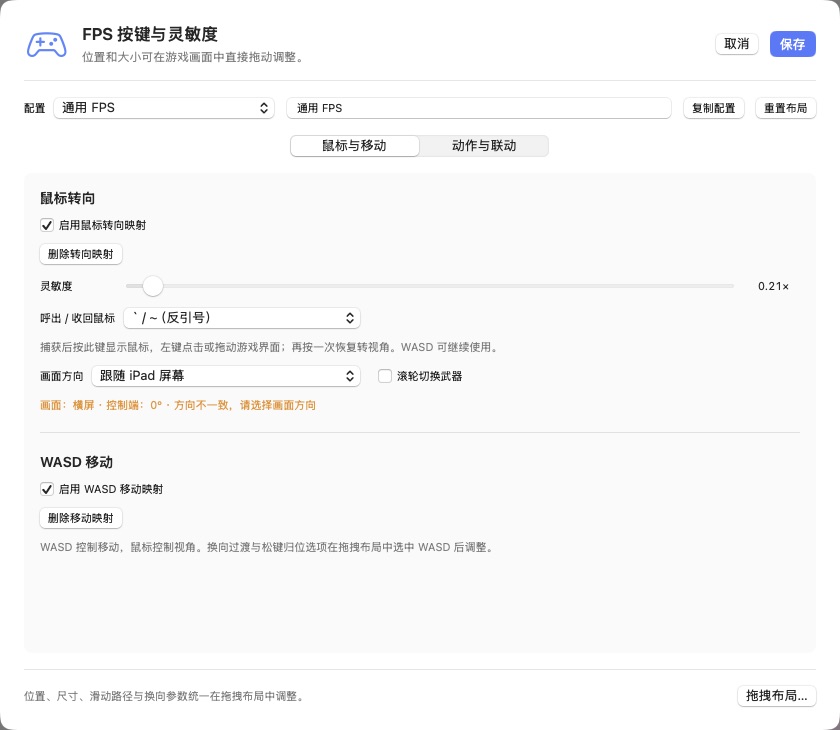 FPS 按键与灵敏度
位置和大小可在游戏画面中直接拖动调整。
取消
保存
配置
通用 FPS
通用 FPS
复制配置
重置布局
鼠标与移动
动作与联动
鼠标转向
启用鼠标转向映射
删除转向映射
灵敏度
0.21×
呼出 / 收回鼠标
` / ~ (反引号)
捕获后按此键显示鼠标，左键点击或拖动游戏界面；再按一次恢复转视角。WASD 可继续使用。
画面方向
跟随 iPad 屏幕
滚轮切换武器
画面：横屏 · 控制端：0° · 方向不一致，请选择画面方向
WASD 移动
启用 WASD 移动映射
删除移动映射
WASD 控制移动，鼠标控制视角。换向过渡与松键归位选项在拖拽布局中选中 WASD 后调整。
位置、尺寸、滑动路径与换向参数统一在拖拽布局中调整。
拖拽布局...